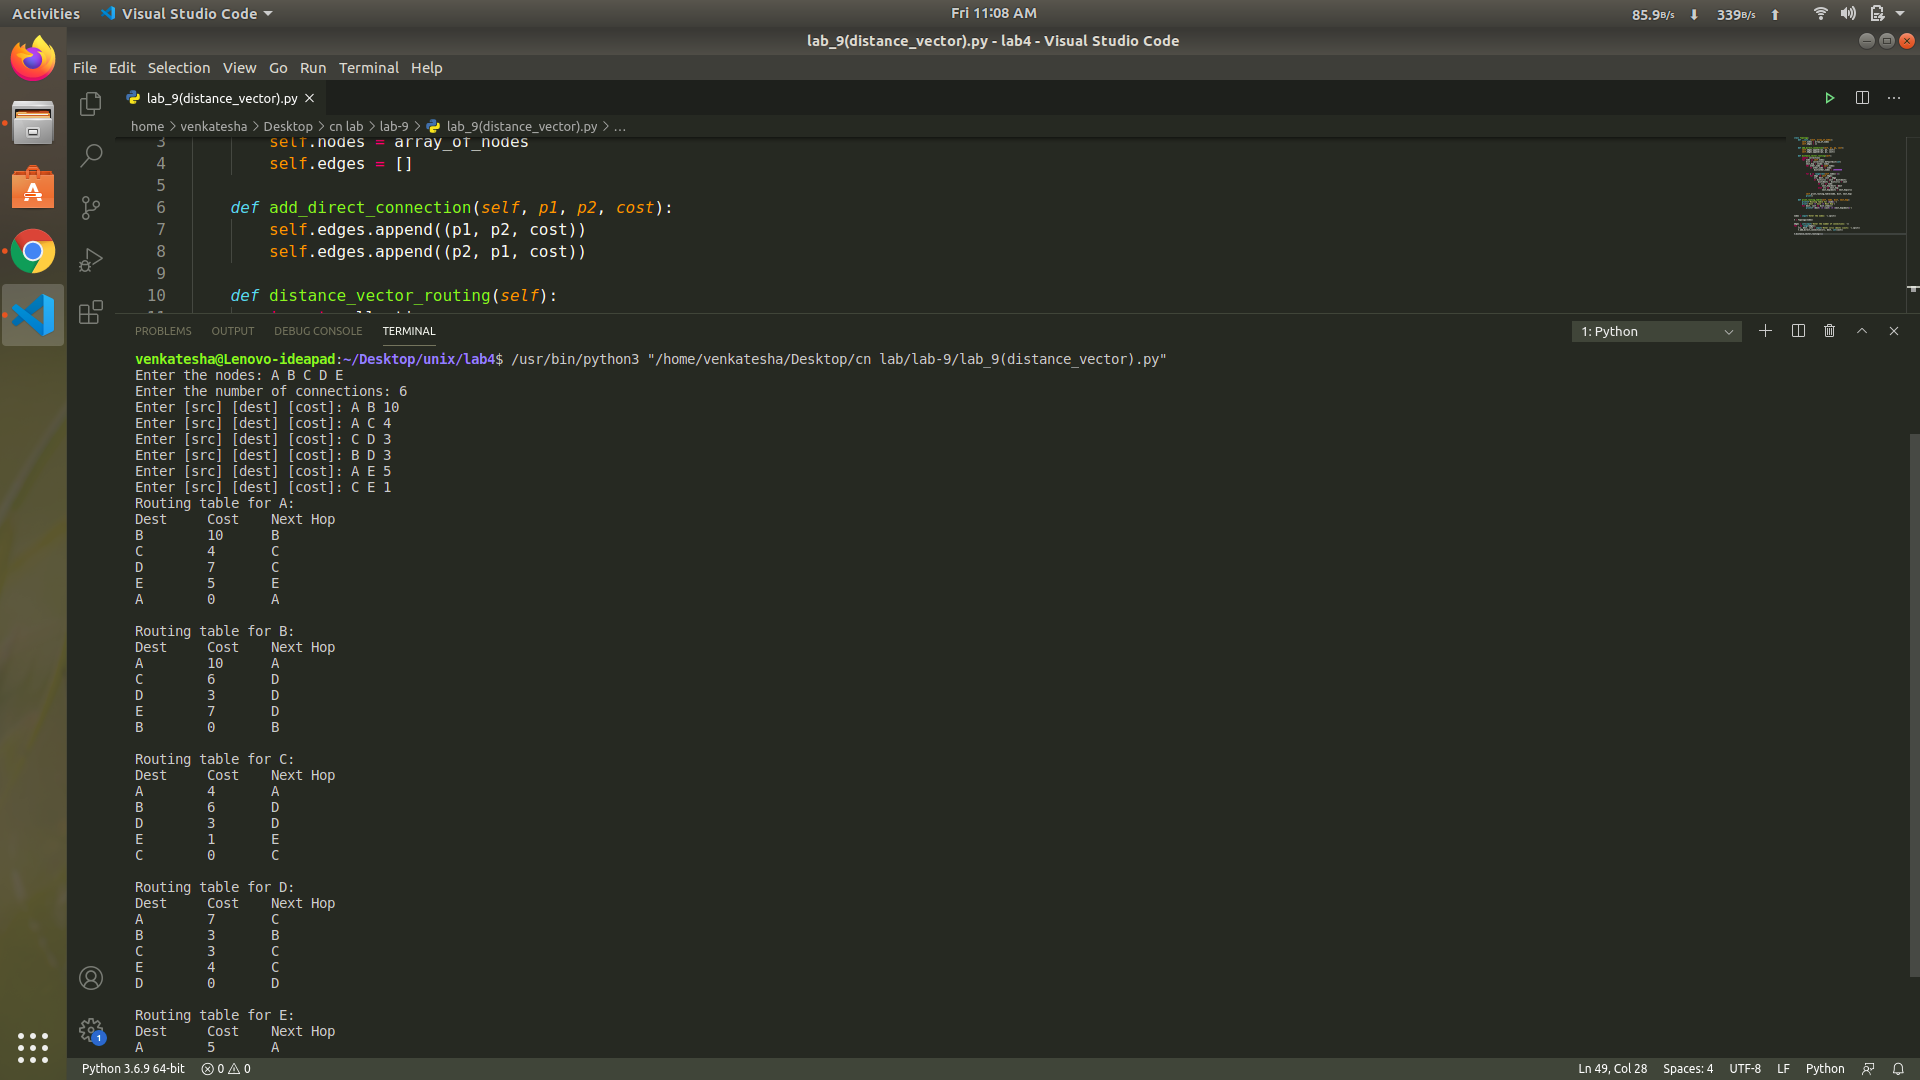 Activities Visual Studio Code Fri 11:08 AM 85.9B/s 339B/s
lab_9(distance_vector).py - lab4 - Visual Studio Code
File Edit Selection View Go Run Terminal Help
lab_9(distance_vector).py
home > venkatesha > Desktop > cn lab > lab-9 > lab_9(distance_vector).py > ...
3 self.nodes = array_of_nodes
4 self.edges = []
5
6 def add_direct_connection(self, p1, p2, cost):
7 self.edges.append((p1, p2, cost))
8 self.edges.append((p2, p1, cost))
9
10 def distance_vector_routing(self):
PROBLEMS OUTPUT DEBUG CONSOLE TERMINAL 1: Python
venkatesha@Lenovo-ideapad:~/Desktop/unix/lab4$ /usr/bin/python3 "/home/venkatesha/Desktop/cn lab/lab-9/lab_9(distance_vector).py"
Enter the nodes: A B C D E
Enter the number of connections: 6
Enter [src] [dest] [cost]: A B 10
Enter [src] [dest] [cost]: A C 4
Enter [src] [dest] [cost]: C D 3
Enter [src] [dest] [cost]: B D 3
Enter [src] [dest] [cost]: A E 5
Enter [src] [dest] [cost]: C E 1
Routing table for A:
Dest Cost Next Hop
B 10 B
C 4 C
D 7 C
E 5 E
A 0 A
Routing table for B:
Dest Cost Next Hop
A 10 A
C 6 D
D 3 D
E 7 D
B 0 B
Routing table for C:
Dest Cost Next Hop
A 4 A
B 6 D
D 3 D
E 1 E
C 0 C
Routing table for D:
Dest Cost Next Hop
A 7 C
B 3 B
C 3 C
E 4 C
D 0 D
Routing table for E:
Dest Cost Next Hop
A 5 A
1
Python 3.6.9 64-bit 0 0 Ln 49, Col 28 Spaces: 4 UTF-8 LF Python